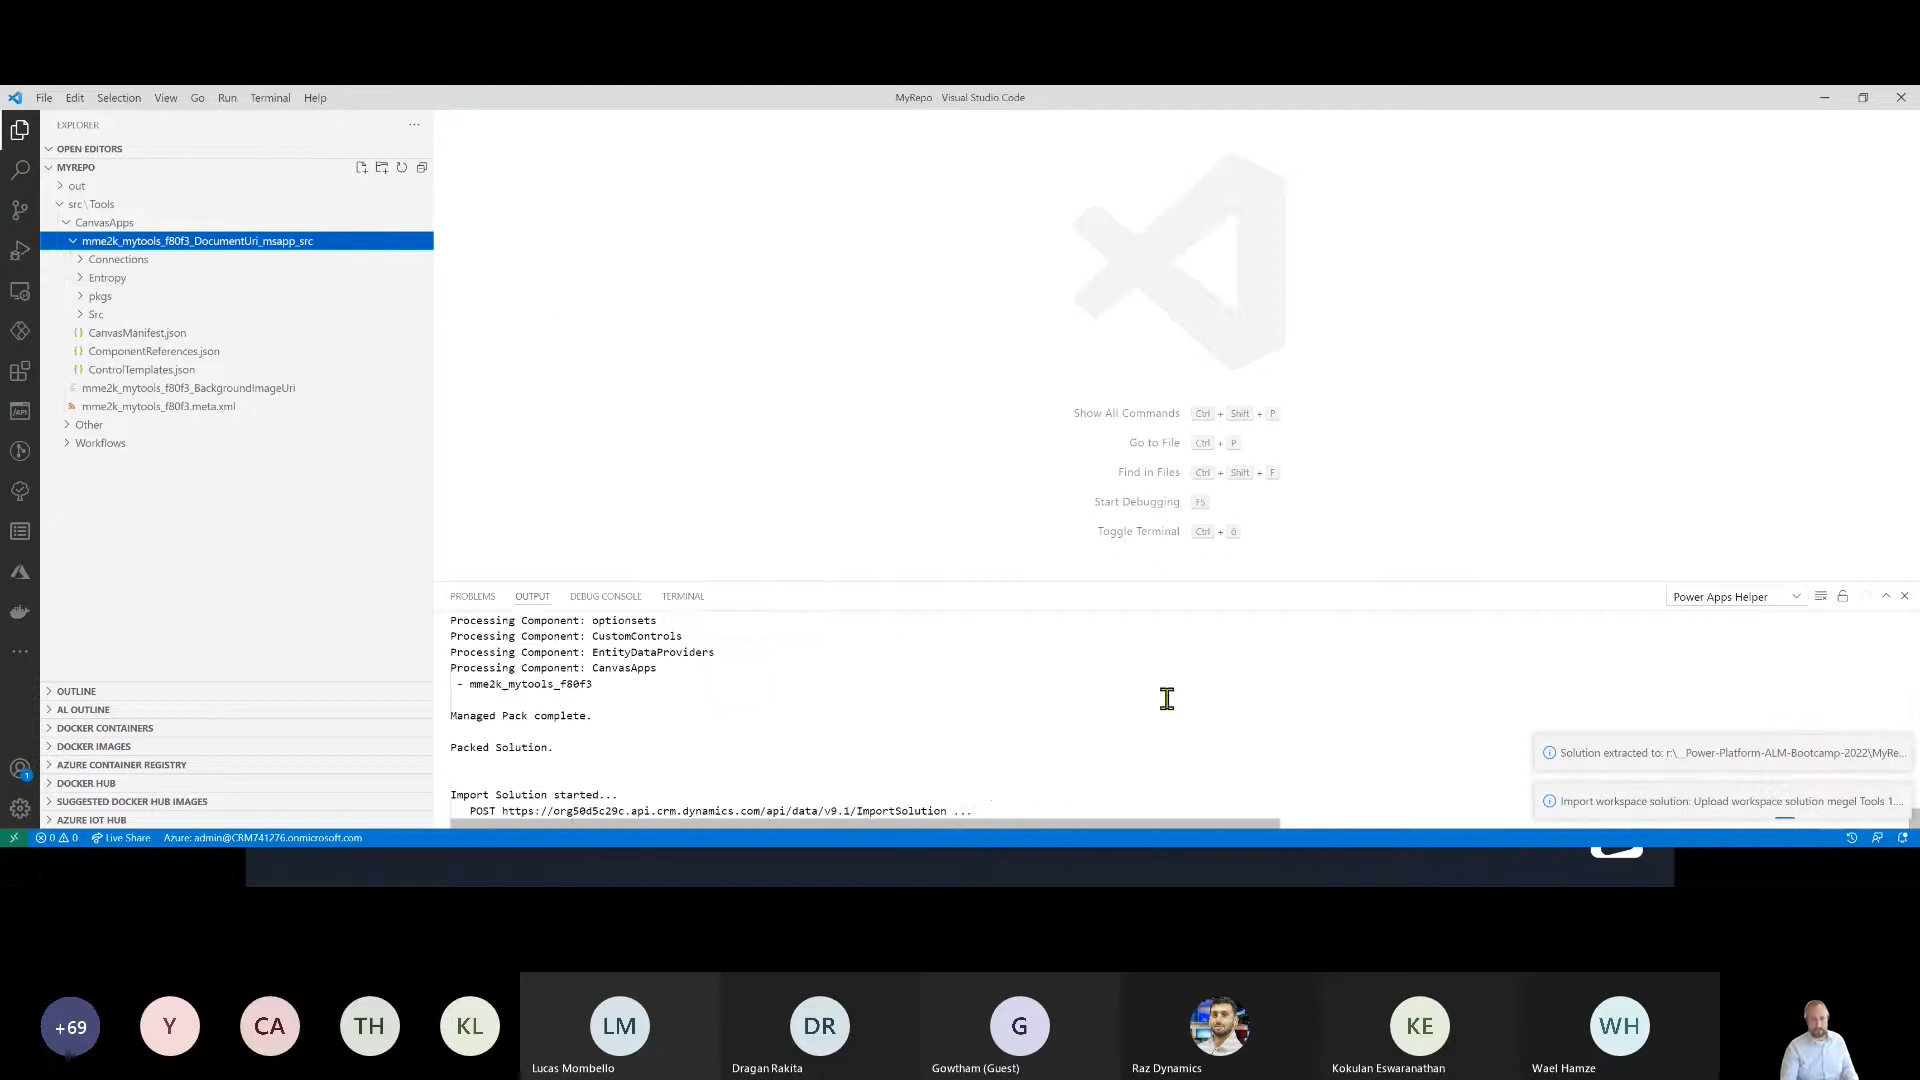 File Edit Selection View Go Run Terminal Help
MyRepo - Visual Studio Code
EXPLORER
OPEN EDITORS
MYREPO
out
src\Tools
CanvasApps
mme2k_mytools_f80f3_DocumentUri_msapp_src
Connections
Entropy
pkgs
Src
CanvasManifest.json
ComponentReferences.json
ControlTemplates.json
mme2k_mytools_f80f3_BackgroundImageUri
mme2k_mytools_f80f3.meta.xml
Other
Workflows
OUTLINE
AL OUTLINE
DOCKER CONTAINERS
DOCKER IMAGES
AZURE CONTAINER REGISTRY
DOCKER HUB
SUGGESTED DOCKER HUB IMAGES
AZURE IOT HUB
Show All Commands Ctrl + Shift + P
Go to File Ctrl + P
Find in Files Ctrl + Shift + F
Start Debugging F5
Toggle Terminal Ctrl + ö
PROBLEMS OUTPUT DEBUG CONSOLE TERMINAL
Power Apps Helper
Processing Component: optionsets
Processing Component: CustomControls
Processing Component: EntityDataProviders
Processing Component: CanvasApps
- mme2k_mytools_f80f3
Managed Pack complete.
Packed Solution.
Import Solution started...
POST https://org50d5c29c.api.crm.dynamics.com/api/data/v9.1/ImportSolution ...
Solution extracted to: r:\__Power-Platform-ALM-Bootcamp-2022\MyRe...
Import workspace solution: Upload workspace solution megel Tools 1....
API
1
0 0 Live Share Azure: admin@CRM741276.onmicrosoft.com
+69 Y CA TH KL LM DR G KE WH
Lucas Mombello Dragan Rakita Gowtham (Guest) Raz Dynamics Kokulan Eswaranathan Wael Hamze